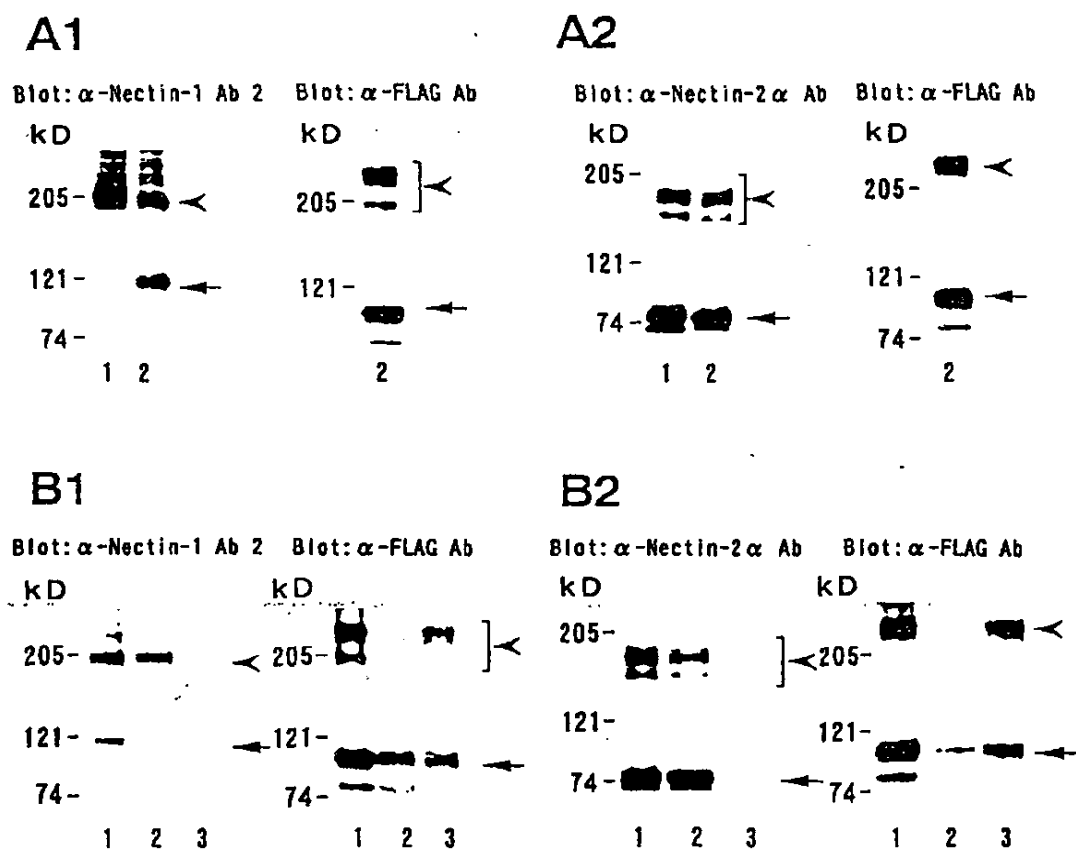 A1
A2
Blot: α-Nectin-1 Ab 2
Blot: α-FLAG Ab
Blot: α-Nectin-2α Ab
Blot: α-FLAG Ab
kD
kD
kD
kD
205-
121-
74-
1 2
205-
121-
74-
2
205-
121-
74-
1 2
205-
121-
74-
2
B1
B2
Blot: α-Nectin-1 Ab 2
Blot: α-FLAG Ab
Blot: α-Nectin-2α Ab
Blot: α-FLAG Ab
kD
kD
kD
kD
205-
121-
74-
1 2 3
205-
121-
74-
1 2 3
205-
121-
74-
1 2 3
205-
121-
74-
1 2 3